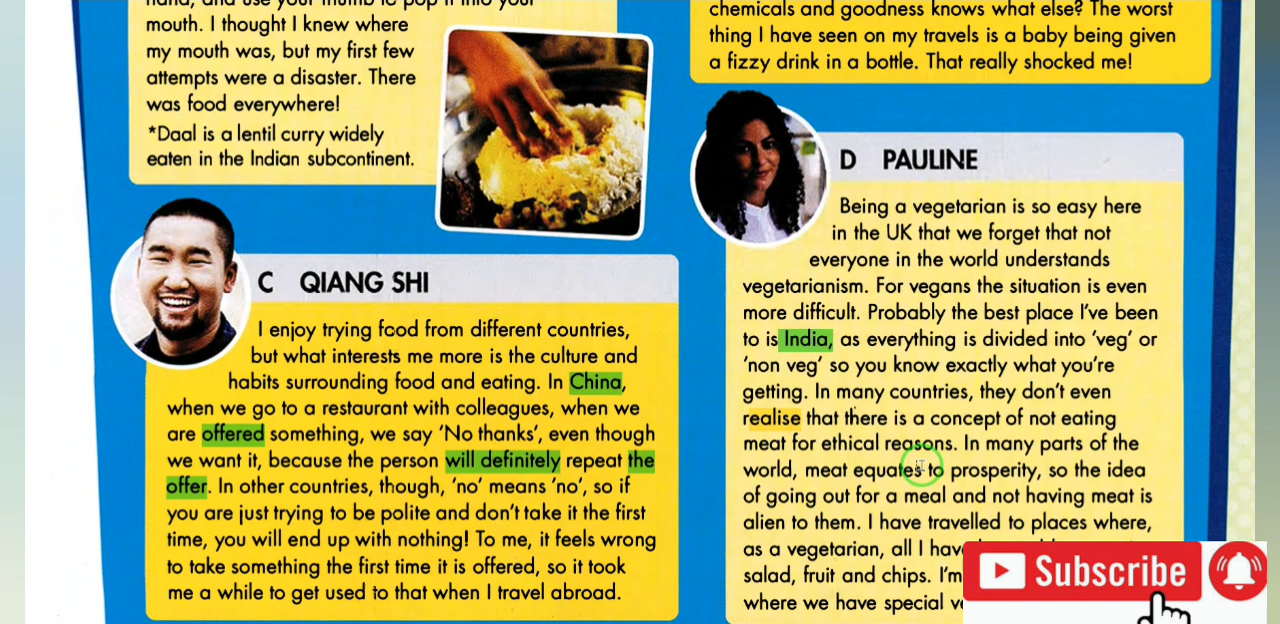 hand, and use your thumb to pop it into your
mouth. I thought I knew where
my mouth was, but my first few
attempts were a disaster. There
was food everywhere!
*Daal is a lentil curry widely
eaten in the Indian subcontinent.
C QIANG SHI
I enjoy trying food from different countries,
but what interests me more is the culture and
habits surrounding food and eating. In China,
when we go to a restaurant with colleagues, when we
are offered something, we say 'No thanks', even though
we want it, because the person will definitely repeat the
offer. In other countries, though, 'no' means 'no', so if
you are just trying to be polite and don't take it the first
time, you will end up with nothing! To me, it feels wrong
to take something the first time it is offered, so it took
me a while to get used to that when I travel abroad.
chemicals and goodness knows what else? The worst
thing I have seen on my travels is a baby being given
a fizzy drink in a bottle. That really shocked me!
D PAULINE
Being a vegetarian is so easy here
in the UK that we forget that not
everyone in the world understands
vegetarianism. For vegans the situation is even
more difficult. Probably the best place I've been
to is India, as everything is divided into 'veg' or
'non veg' so you know exactly what you're
getting. In many countries, they don't even
realise that there is a concept of not eating
meat for ethical reasons. In many parts of the
world, meat equates to prosperity, so the idea
of going out for a meal and not having meat is
alien to them. I have travelled to places where,
as a vegetarian, all I have
salad, fruit and chips. I'm
where we have special
Subscribe